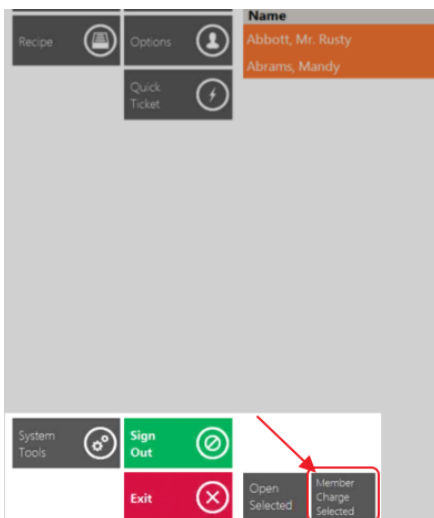 Name
Recipe
Options
Abbott, Mr. Rusty
Abrams, Mandy
Quick
Ticket
System
Tools
Sign
Out
Exit
Open
Selected
Member
Charge
Selected